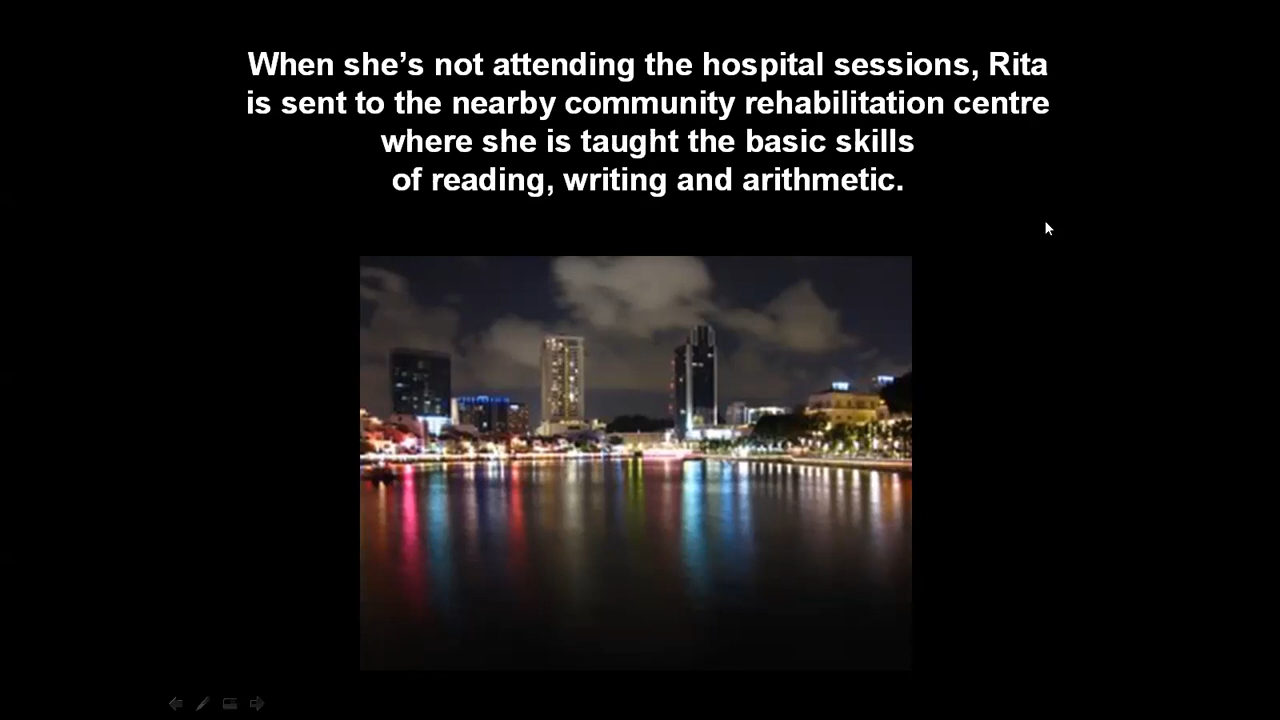 When she’s not attending the hospital sessions, Rita
is sent to the nearby community rehabilitation centre
where she is taught the basic skills
of reading, writing and arithmetic.